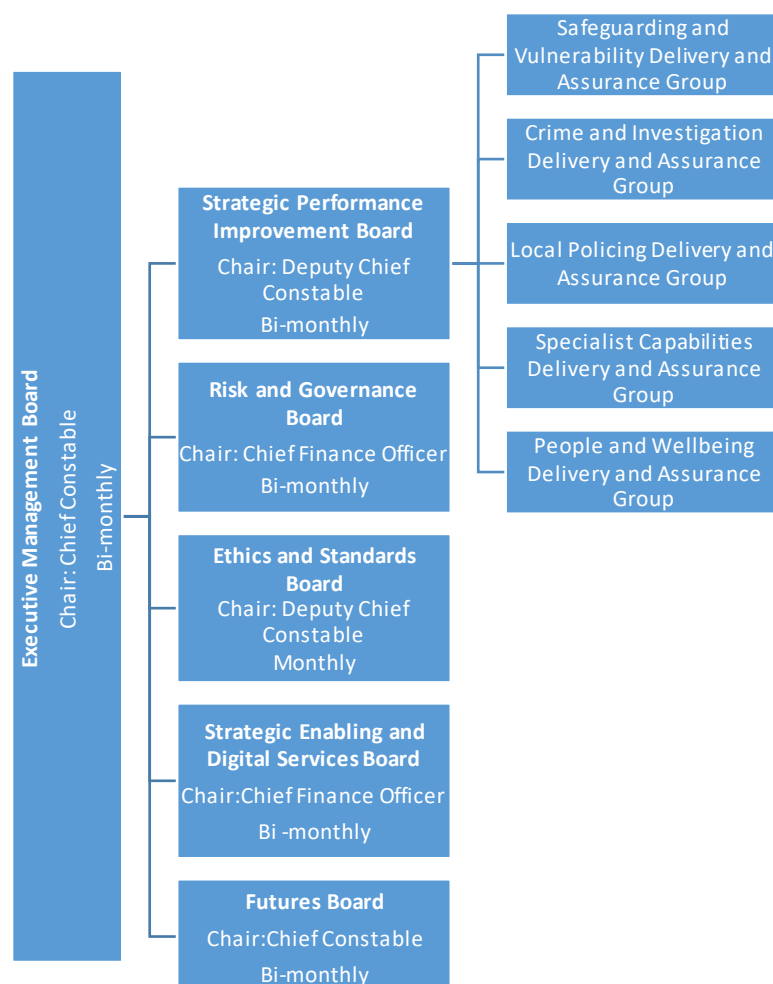 Executive Management Board
Chair: Chief Constable
Bi-monthly
Strategic Performance
Improvement Board
Chair: Deputy Chief
Constable
Bi-monthly
Risk and Governance
Board
Chair: Chief Finance Officer
Bi-monthly
Ethics and Standards
Board
Chair: Deputy Chief
Constable
Monthly
Strategic Enabling and
Digital Services Board
Chair:Chief Finance Officer
Bi -monthly
Futures Board
Chair:Chief Constable
Bi-monthly
Safeguarding and
Vulnerability Delivery and
Assurance Group
Crime and Investigation
Delivery and Assurance
Group
Local Policing Delivery and
Assurance Group
Specialist Capabilities
Delivery and Assurance
Group
People and Wellbeing
Delivery and Assurance
Group